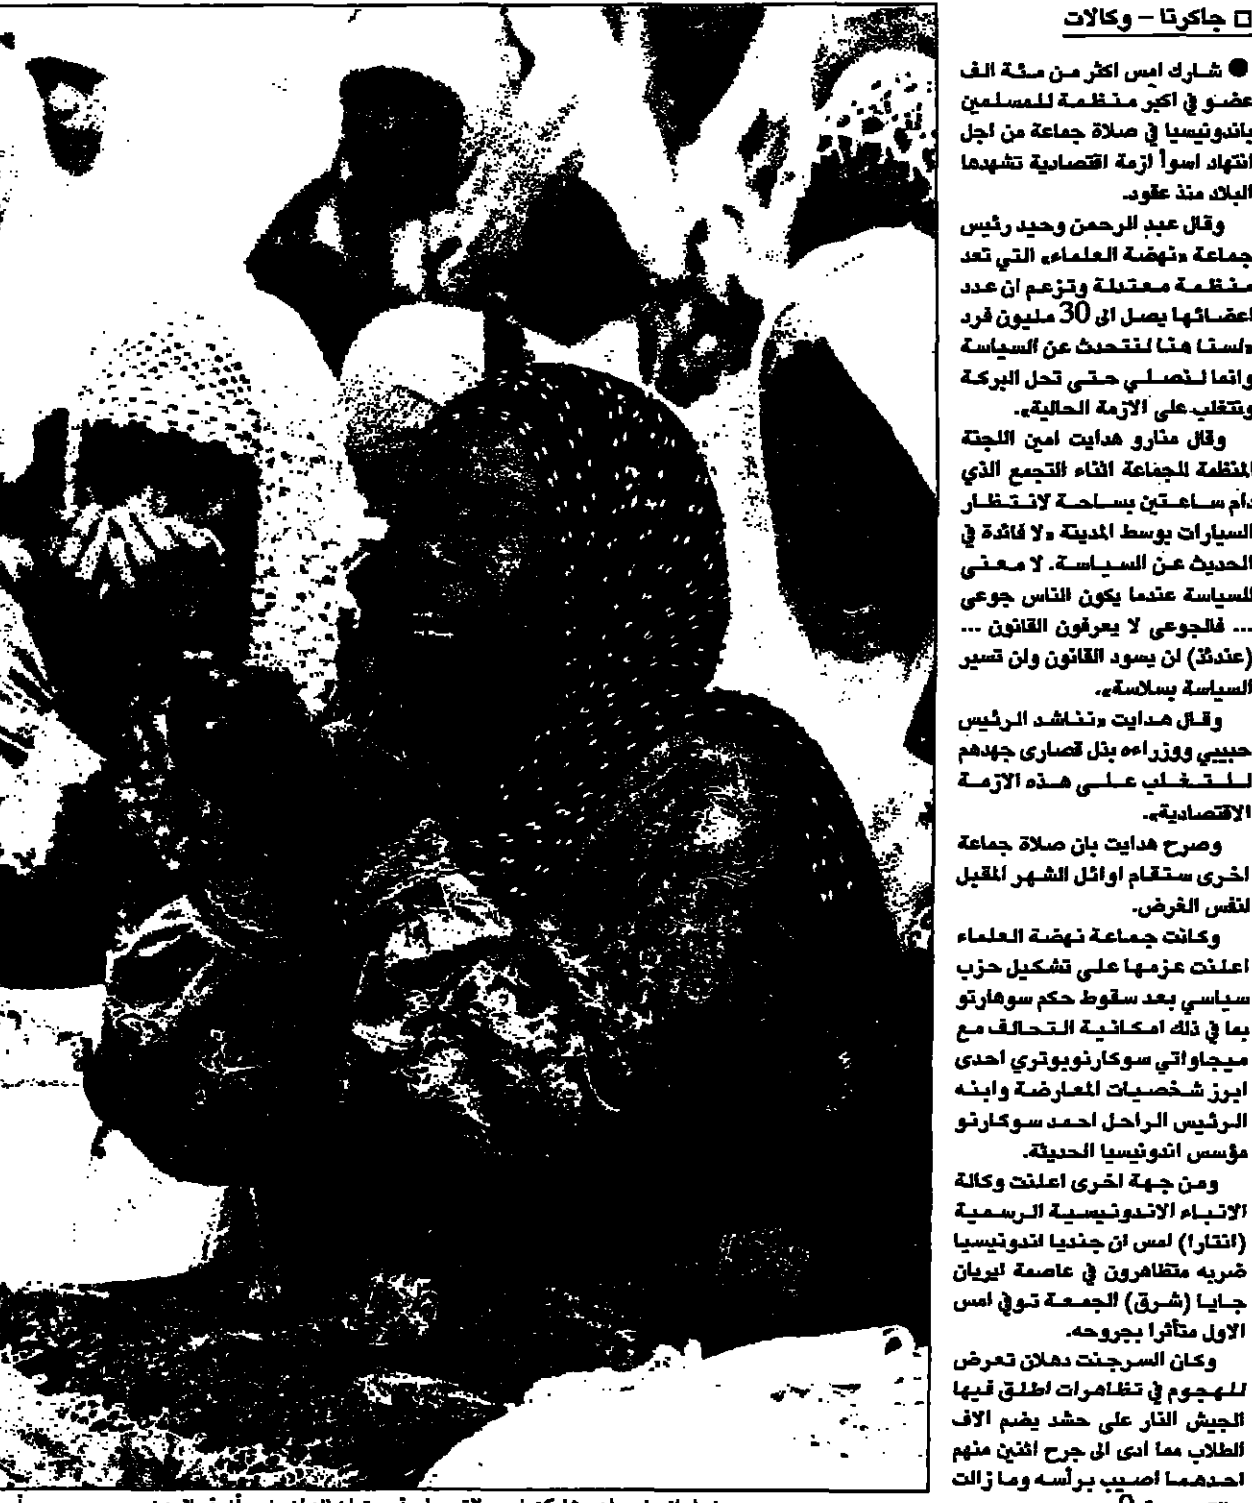 □ جاكرتا – وكالات
● شارك امس اكثر من مئة الف
عضو في اكبر منظمة للمسلمين
باندونيسيا في صلاة جماعة من اجل
انتهاد اسوأ ازمة اقتصادية تشهدها
البلاد منذ عقود.
وقال عبد الرحمن وحيد رئيس
جماعة «نهضة العلماء» التي تعد
منظمة معتدلة وتزعم ان عدد
اعضائها يصل الى 30 مليون فرد
«لسنا هنا لنتحدث عن السياسة
وانما لنصلي حتى تحل البركة
ونتغلب على الازمة الحالية».
وقال منارو هدايت امين اللجنة
المنظمة للجماعة اثناء التجمع الذي
دام ساعتين بساحة لانتظار
السيارات بوسط المدينة «لا فائدة في
الحديث عن السياسة. لا معنى
للسياسة عندما يكون الناس جوعى
... فالجوعى لا يعرفون القانون ...
(عندئذ) لن يسود القانون ولن تسير
السياسة بسلاسة».
وقال هدايت «نناشد الرئيس
حبيبي ووزراءه بذل قصارى جهدهم
للتغلب على هذه الازمة
الاقتصادية».
وصرح هدايت بان صلاة جماعة
اخرى ستقام اوائل الشهر المقبل
لنفس الغرض.
وكانت جماعة نهضة العلماء
اعلنت عزمها على تشكيل حزب
سياسي بعد سقوط حكم سوهارتو
بما في ذلك امكانية التحالف مع
ميجاواتي سوكارنوبوتري احدى
ابرز شخصيات المعارضة وابنه
الرئيس الراحل احمد سوكارنو
مؤسس اندونيسيا الحديثة.
ومن جهة اخرى اعلنت وكالة
الانباء الاندونيسية الرسمية
(انتارا) امس ان جنديا اندونيسيا
ضربه متظاهرون في عاصمة ايريان
جايا (شرق) الجمعة توفي امس
الاول متأثرا بجروحه.
وكان السرجنت دهلان تعرض
للهجوم في تظاهرات اطلق فيها
الجيش النار على حشد يضم الاف
الطلاب مما ادى الى جرح اثنين منهم
احدهما اصيب برأسه وما زالت